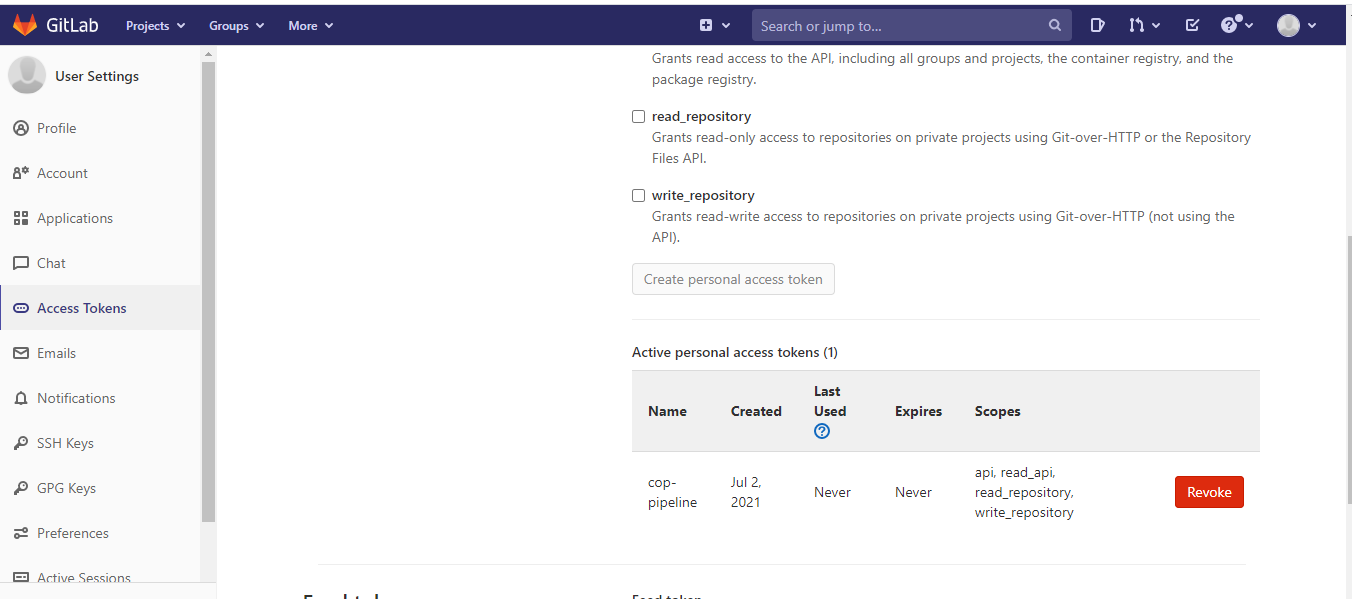 GitLab
Projects
Groups
More
Search or jump to...
User Settings
Profile
Account
Applications
Chat
Access Tokens
Emails
Notifications
SSH Keys
GPG Keys
Preferences
Active Sessions
Grants read access to the API, including all groups and projects, the container registry, and the
package registry.
read_repository
Grants read-only access to repositories on private projects using Git-over-HTTP or the Repository
Files API.
write_repository
Grants read-write access to repositories on private projects using Git-over-HTTP (not using the
API).
Create personal access token
Active personal access tokens (1)
Name Created Last Used Expires Scopes
cop-
pipeline
Jul 2,
2021
Never
Never
api, read_api,
read_repository,
write_repository
Revoke
Feed token